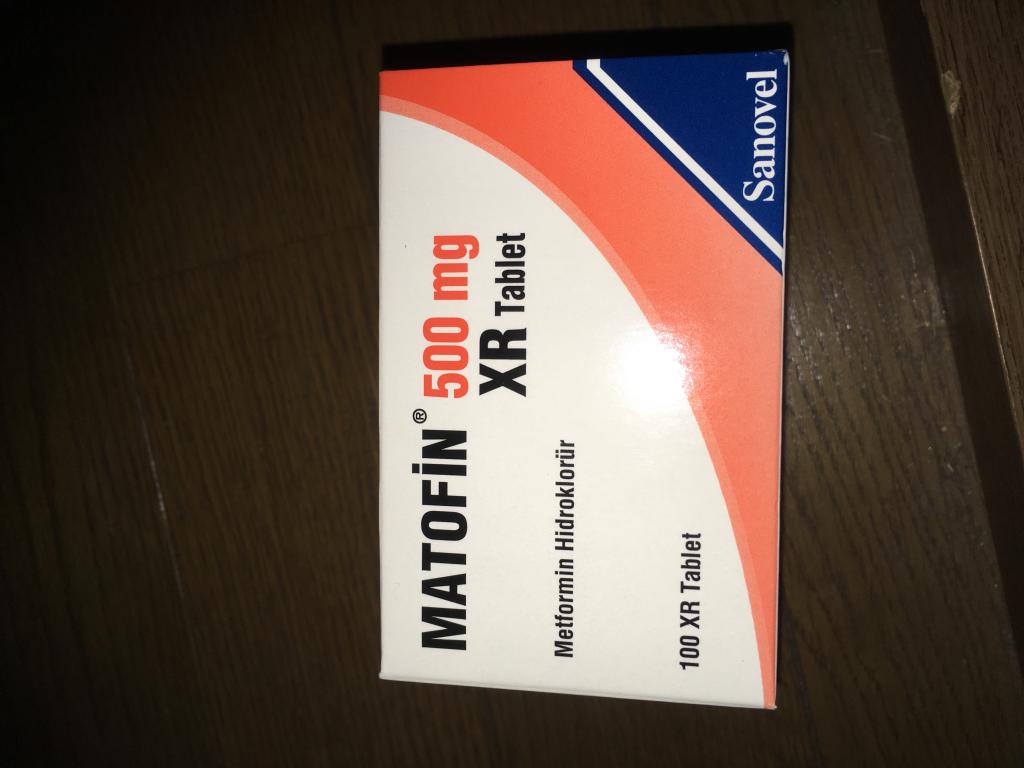 MATOFİN® 500 mg
XR Tablet
Metformin Hidroklorür
100 XR Tablet
Sanovel